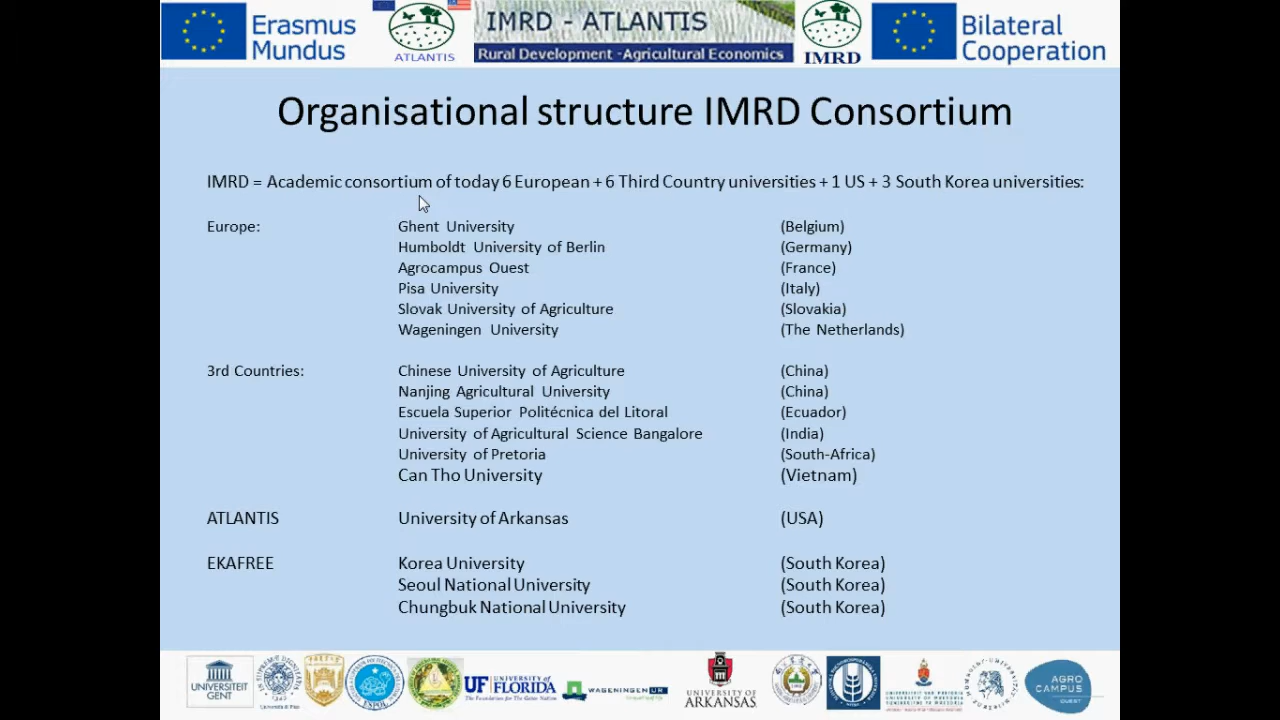 Erasmus Mundus
ATLANTIS
IMRD - ATLANTIS
Rural Development -Agricultural Economics
IMRD
Bilateral Cooperation
Organisational structure IMRD Consortium
IMRD = Academic consortium of today 6 European + 6 Third Country universities + 1 US + 3 South Korea universities:
Europe: Ghent University (Belgium)
Humboldt University of Berlin (Germany)
Agrocampus Ouest (France)
Pisa University (Italy)
Slovak University of Agriculture (Slovakia)
Wageningen University (The Netherlands)
3rd Countries: Chinese University of Agriculture (China)
Nanjing Agricultural University (China)
Escuela Superior Politécnica del Litoral (Ecuador)
University of Agricultural Science Bangalore (India)
University of Pretoria (South-Africa)
Can Tho University (Vietnam)
ATLANTIS University of Arkansas (USA)
EKAFREE Korea University (South Korea)
Seoul National University (South Korea)
Chungbuk National University (South Korea)
UNIVERSITEIT GENT
ESPOL
UF UNIVERSITY of FLORIDA
The Foundation for The Gator Nation
WAGENINGEN UR
UNIVERSITY OF ARKANSAS
AGRO CAMPUS OUEST